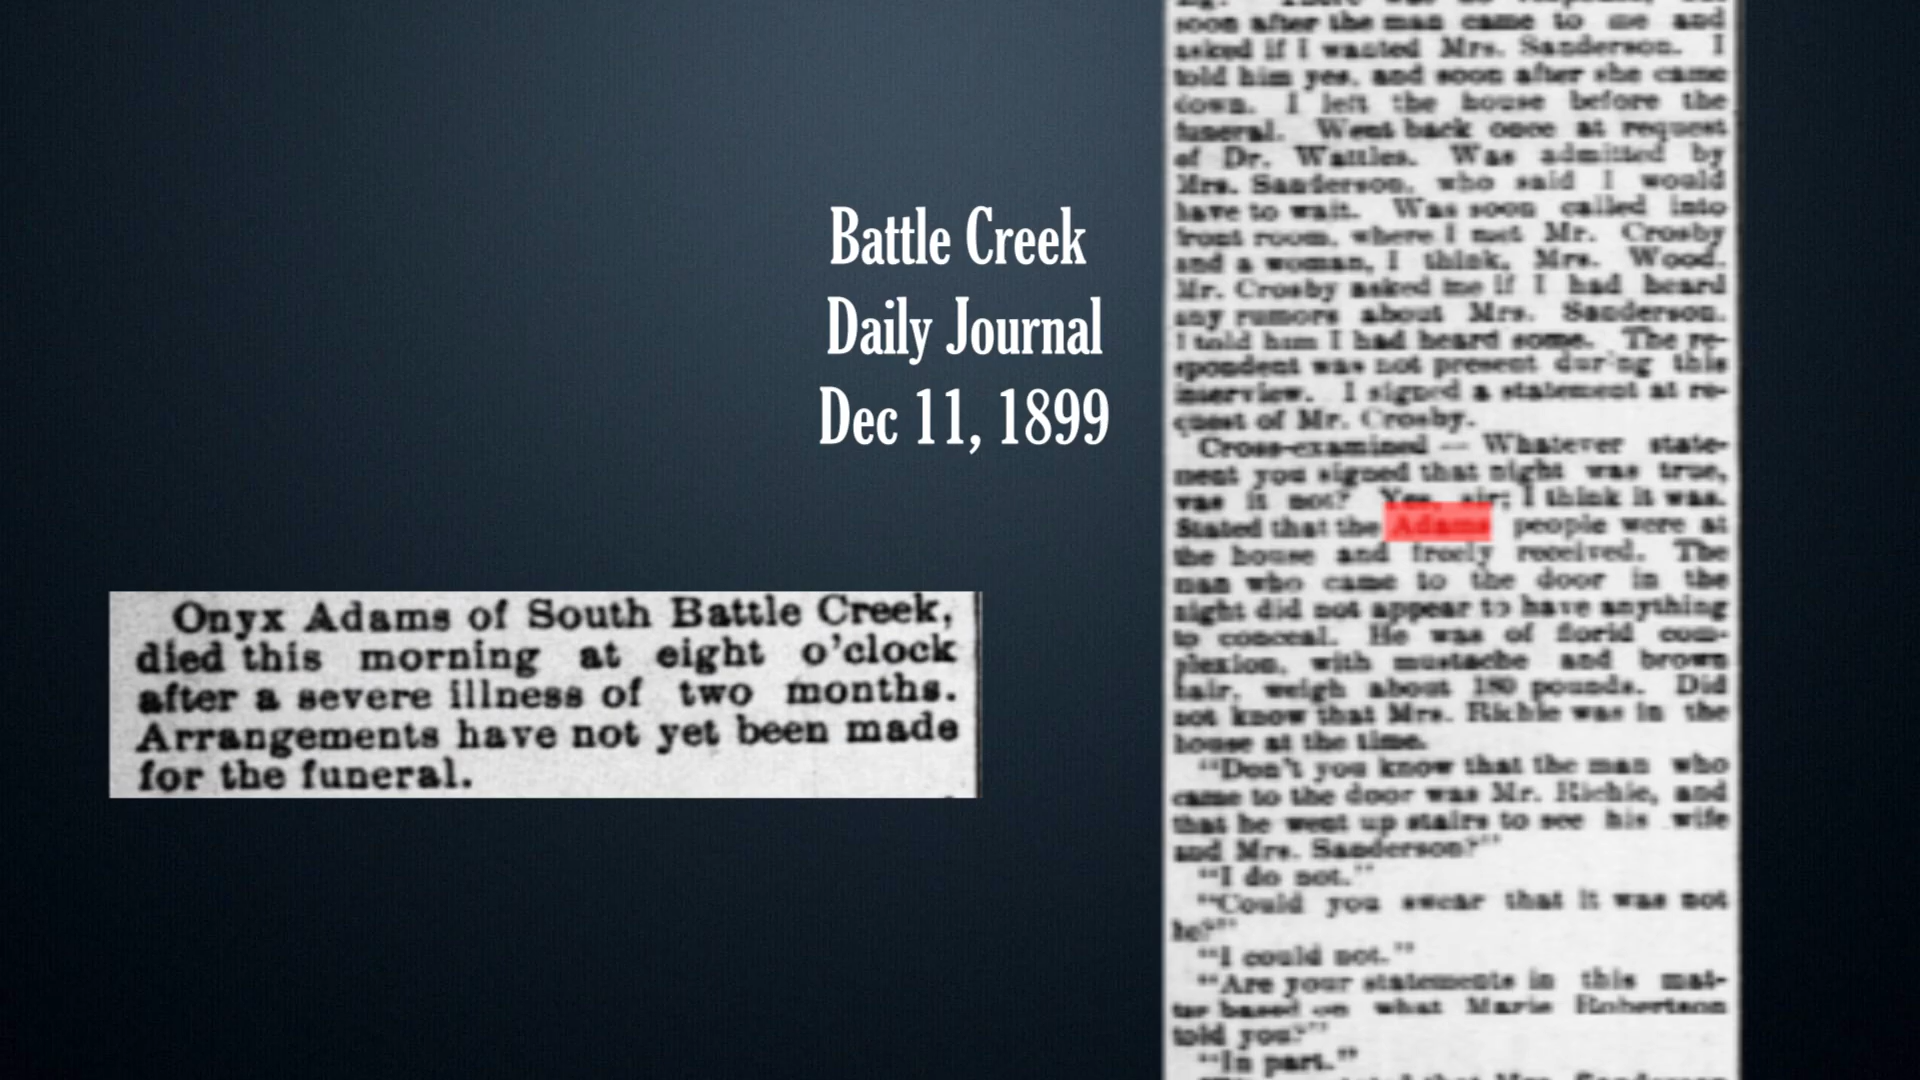 Battle Creek
Daily Journal
Dec 11, 1899
Onyx Adams of South Battle Creek,
died this morning at eight o'clock
after a severe illness of two months.
Arrangements have not yet been made
for the funeral.
soon after the man came to me and
asked if I wanted Mrs. Sanderson. I
told him yes, and soon after she came
down. I left the house before the
funeral. Went back once at request
of Dr. Wattles. Was admitted by
Mrs. Sanderson, who said I would
have to wait. Was soon called into
front room, where I met Mr. Crosby
and a woman, I think, Mrs. Wood.
Mr. Crosby asked me if I had heard
any rumors about Mrs. Sanderson.
I told him I had heard some. The re-
spondent was not present during this
interview. I signed a statement at re-
quest of Mr. Crosby.
Cross-examined — Whatever state-
ment you signed that night was true,
was it not? Yes, sir; I think it was.
Stated that the Adams people were at
the house and freely received. The
man who came to the door in the
night did not appear to have anything
to conceal. He was of florid com-
plexion, with mustache and brown
hair, weigh about 180 pounds. Did
not know that Mrs. Richie was in the
house at the time.
"Don't you know that the man who
came to the door was Mr. Richie, and
that he went up stairs to see his wife
and Mrs. Sanderson?"
"I do not."
"Could you swear that it was not
he?"
"I could not."
"Are your statements in this mat-
ter based on what Marie Robertson
told you?"
"In part."
that Mrs. Sanderson